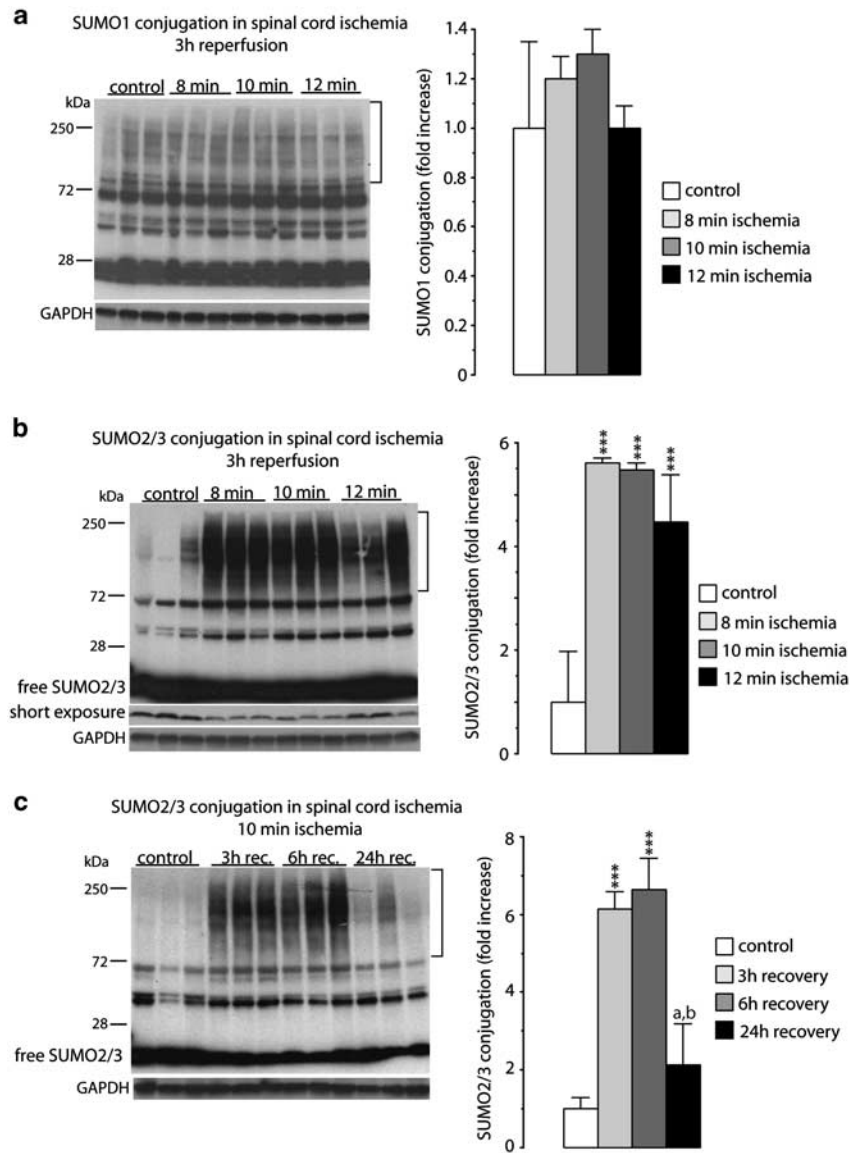 a
SUMO1 conjugation in spinal cord ischemia
3h reperfusion
kDa
control 8 min 10 min 12 min
250
72
28
GAPDH
SUMO1 conjugation (fold increase)
1.4
1.2
1.0
0.8
0.6
0.4
0.2
0
control
8 min ischemia
10 min ischemia
12 min ischemia
b
SUMO2/3 conjugation in spinal cord ischemia
3h reperfusion
kDa
control 8 min 10 min 12 min
250
72
28
free SUMO2/3
short exposure
GAPDH
SUMO2/3 conjugation (fold increase)
6
4
2
0
*** *** ***
control
8 min ischemia
10 min ischemia
12 min ischemia
c
SUMO2/3 conjugation in spinal cord ischemia
10 min ischemia
kDa
control 3h rec. 6h rec. 24h rec.
250
72
28
free SUMO2/3
GAPDH
SUMO2/3 conjugation (fold increase)
8
6
4
2
0
*** *** a,b
control
3h recovery
6h recovery
24h recovery